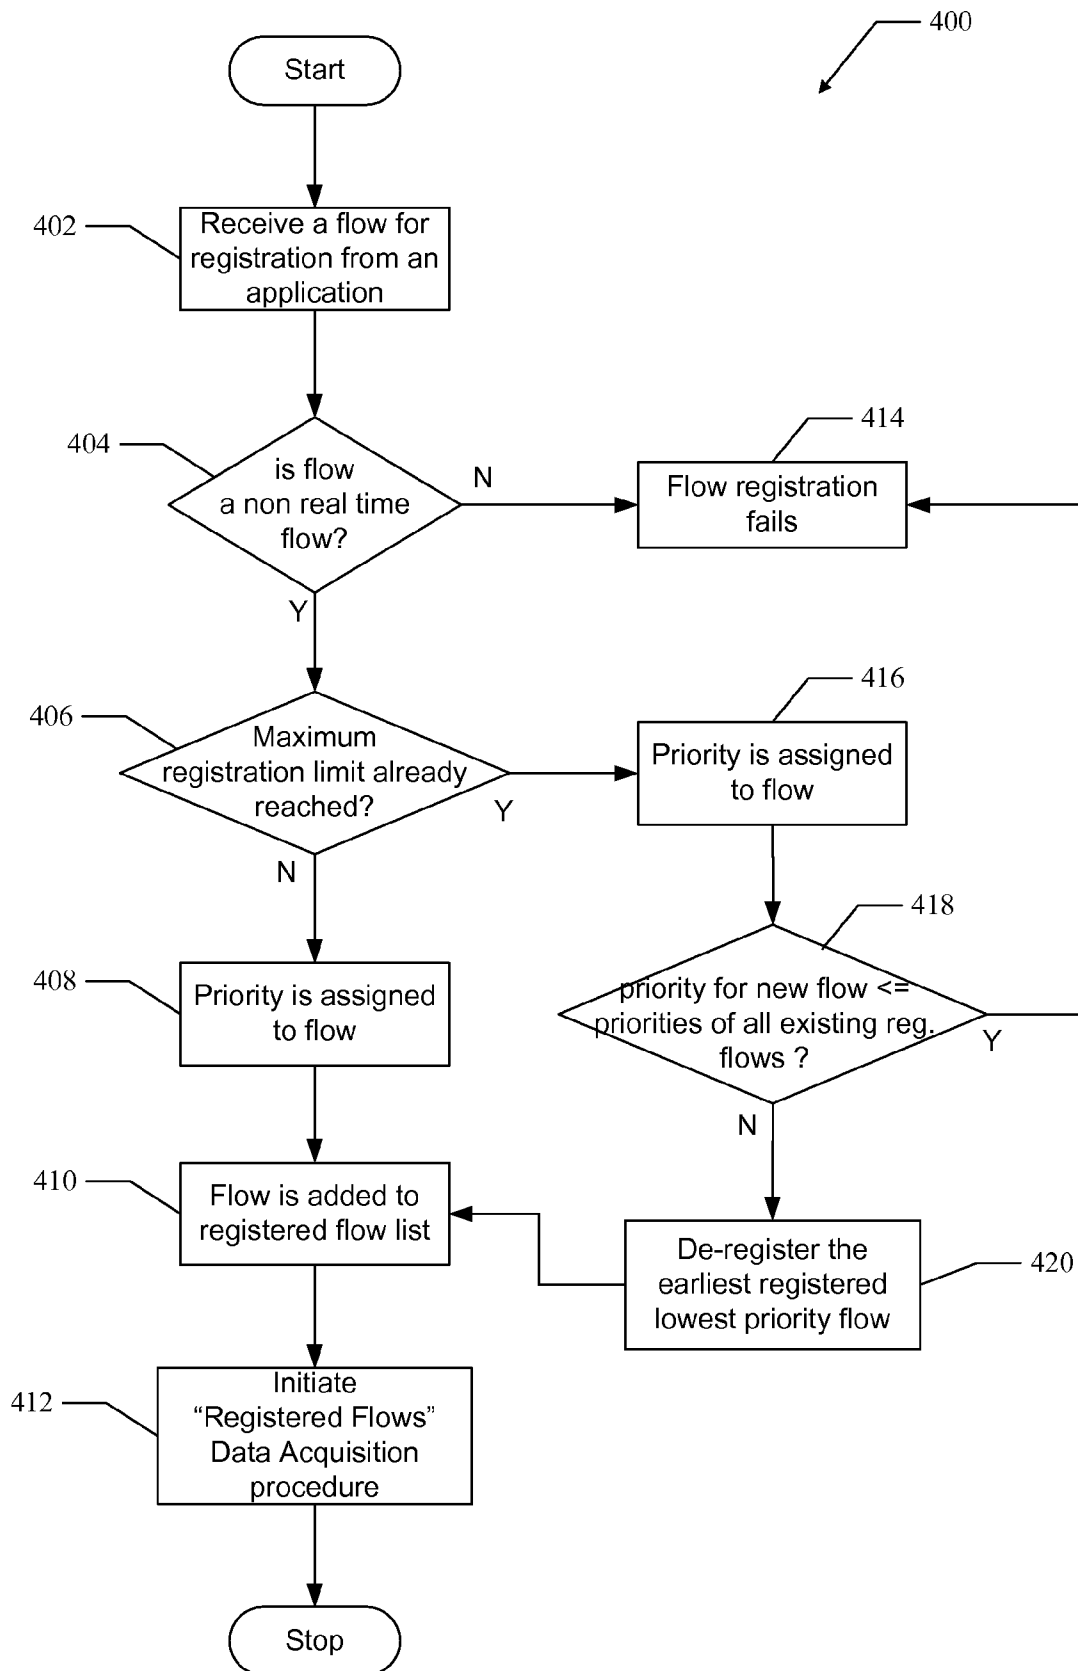 400
Start
402
Receive a flow for
registration from an
application
404
is flow
a non real time
flow?
N
Y
414
Flow registration
fails
406
Maximum
registration limit already
reached?
Y
N
416
Priority is assigned
to flow
418
priority for new flow <=
priorities of all existing reg.
flows ?
Y
N
408
Priority is assigned
to flow
410
Flow is added to
registered flow list
De-register the
earliest registered
lowest priority flow
420
412
Initiate
“Registered Flows”
Data Acquisition
procedure
Stop